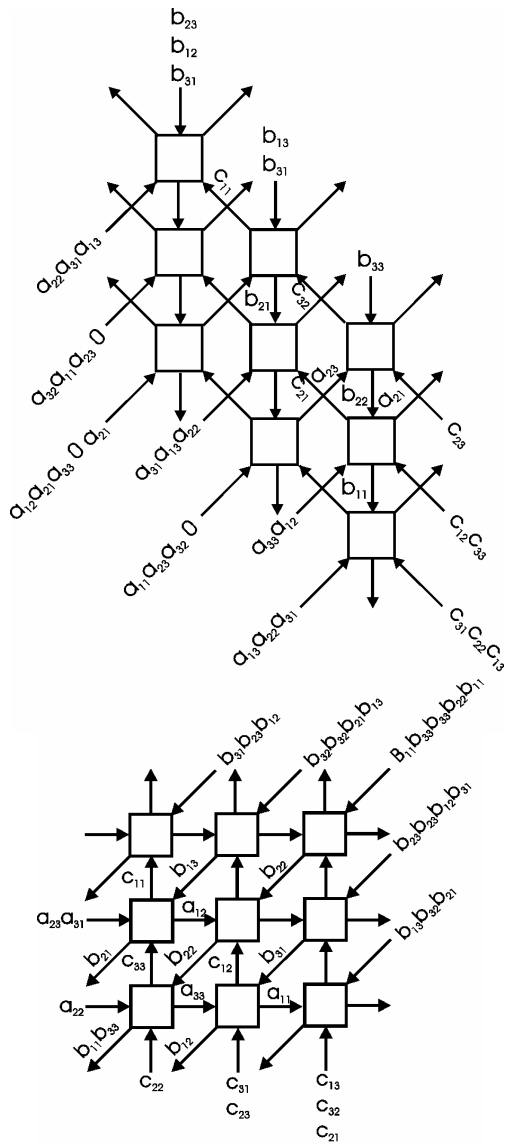 b₂₃
b₁₂
b₃₁
b₁₃
b₃₁
c₁₁
a₂₂a₃₁a₁₃
b₃₃
b₂₁
c₃₂
a₃₂a₁₁a₂₃ 0
c₂₁ a₂₃
b₂₂
a₂₁
c₂₃
a₁₂a₂₁a₃₃ 0 a₂₁
a₃₁a₁₃a₂₂
b₁₁
a₁₁a₂₃a₃₂ 0
a₃₃a₁₂
c₁₂c₃₃
a₁₃a₂₂a₃₁
c₃₁c₂₂c₁₃
b₃₁b₂₃b₁₂
b₃₂b₃₂b₂₁b₁₃
B₁₁b₃₃b₃₃b₂₂b₁₁
c₁₁
b₁₃
b₂₂
b₂₃b₂₃b₁₂b₃₁
a₂₃a₃₁
a₁₂
b₂₁
c₃₃
b₂₂
c₁₂
b₃₁
b₁₃b₃₂b₂₁
a₂₂
a₃₃
a₁₁
b₁₁b₃₃
b₁₂
c₂₂
c₃₁
c₂₃
c₁₃
c₃₂
c₂₁